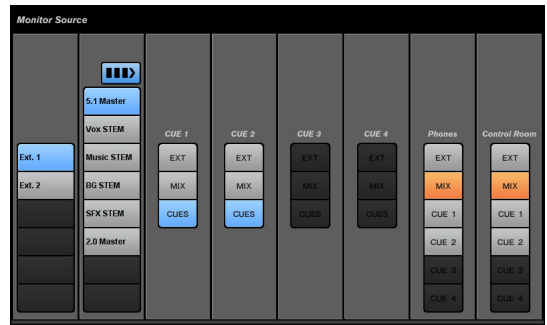 Monitor Source
5.1 Master
Vox STEM
Music STEM
BG STEM
SFX STEM
2.0 Master
Ext. 1
Ext. 2
CUE 1
EXT
MIX
CUES
CUE 2
EXT
MIX
CUES
CUE 3
EXT
MIX
CUES
CUE 4
EXT
MIX
CUES
Phones
EXT
MIX
CUE 1
CUE 2
CUE 3
CUE 4
Control Room
EXT
MIX
CUE 1
CUE 2
CUE 3
CUE 4